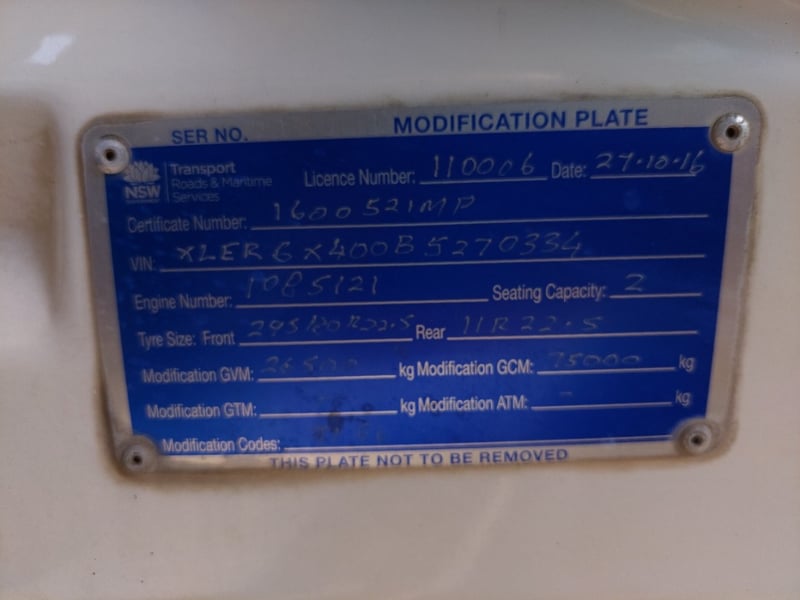 SER NO. MODIFICATION PLATE
NSW Transport Roads & Maritime Services
Licence Number: 110006 Date: 27·10·16
Certificate Number: 1600521MP
VIN: XLER6X400B5270334
Engine Number: 1085121 Seating Capacity: 2
Tyre Size: Front 295/80R22.5 Rear 11R22.5
Modification GVM: 26500 kg Modification GCM: 75000 kg
Modification GTM: kg Modification ATM: kg
Modification Codes:
THIS PLATE NOT TO BE REMOVED